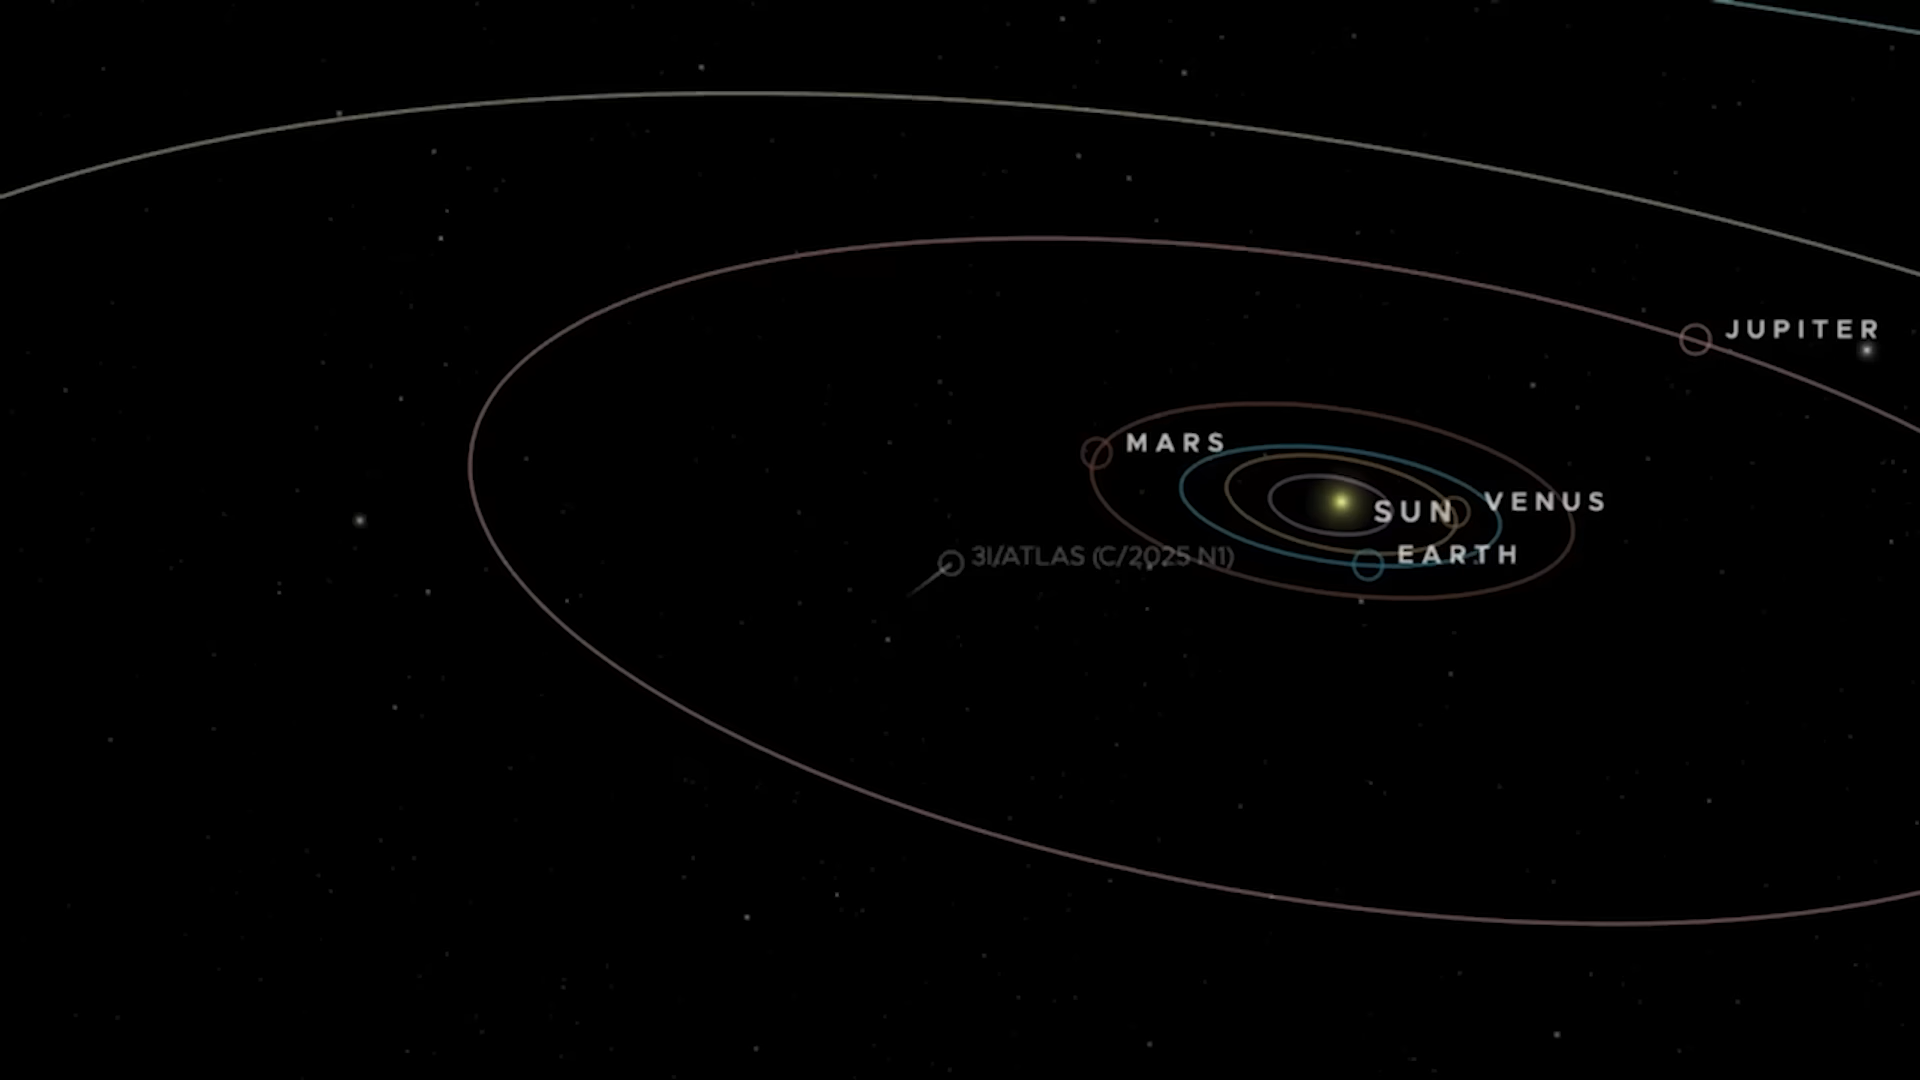 JUPITER
MARS
VENUS
SUN
EARTH
3I/ATLAS (C/2025 N1)